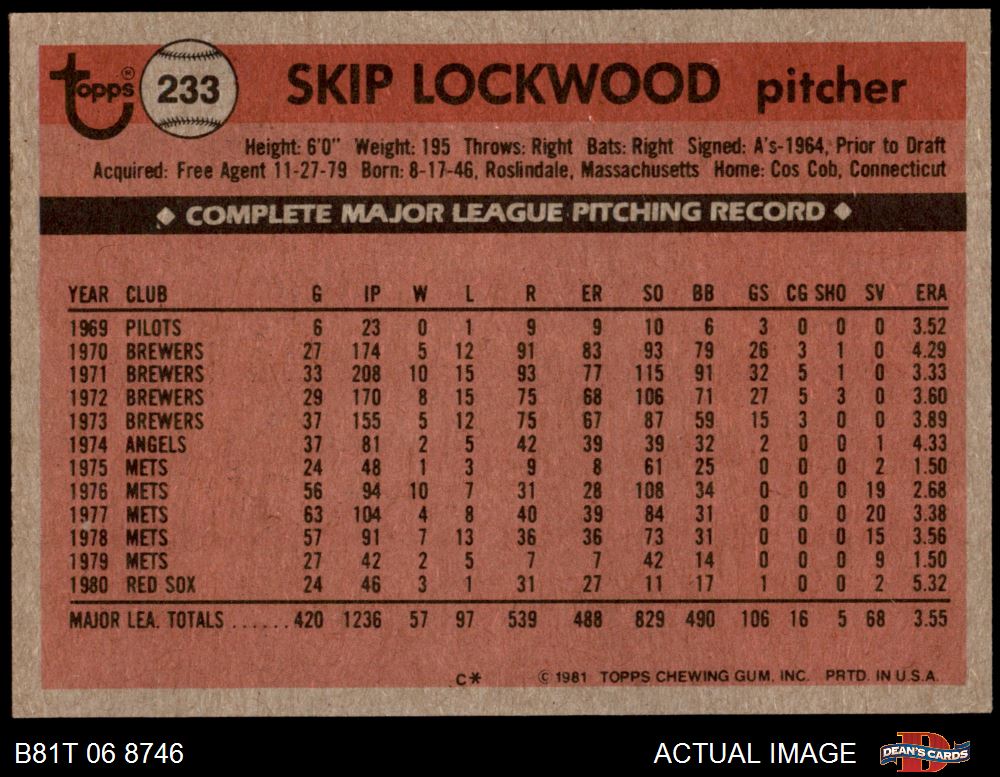 topps® 233 SKIP LOCKWOOD pitcher
Height: 6'0" Weight: 195 Throws: Right Bats: Right Signed: A's-1964, Prior to Draft
Acquired: Free Agent 11-27-79 Born: 8-17-46, Roslindale, Massachusetts Home: Cos Cob, Connecticut
◆ COMPLETE MAJOR LEAGUE PITCHING RECORD ◆
YEAR CLUB G IP W L R ER SO BB GS CG SHO SV ERA
1969 PILOTS 6 23 0 1 9 9 10 6 3 0 0 0 3.52
1970 BREWERS 27 174 5 12 91 83 93 79 26 3 1 0 4.29
1971 BREWERS 33 208 10 15 93 77 115 91 32 5 1 0 3.33
1972 BREWERS 29 170 8 15 75 68 106 71 27 5 3 0 3.60
1973 BREWERS 37 155 5 12 75 67 87 59 15 3 0 0 3.89
1974 ANGELS 37 81 2 5 42 39 39 32 2 0 0 1 4.33
1975 METS 24 48 1 3 9 8 61 25 0 0 0 2 1.50
1976 METS 56 94 10 7 31 28 108 34 0 0 0 19 2.68
1977 METS 63 104 4 8 40 39 84 31 0 0 0 20 3.38
1978 METS 57 91 7 13 36 36 73 31 0 0 0 15 3.56
1979 METS 27 42 2 5 7 7 42 14 0 0 0 9 1.50
1980 RED SOX 24 46 3 1 31 27 11 17 1 0 0 2 5.32
MAJOR LEA. TOTALS ...... 420 1236 57 97 539 488 829 490 106 16 5 68 3.55
C* © 1981 TOPPS CHEWING GUM, INC. PRTD. IN U.S.A.
B81T 06 8746 ACTUAL IMAGE DEAN'S CARDS